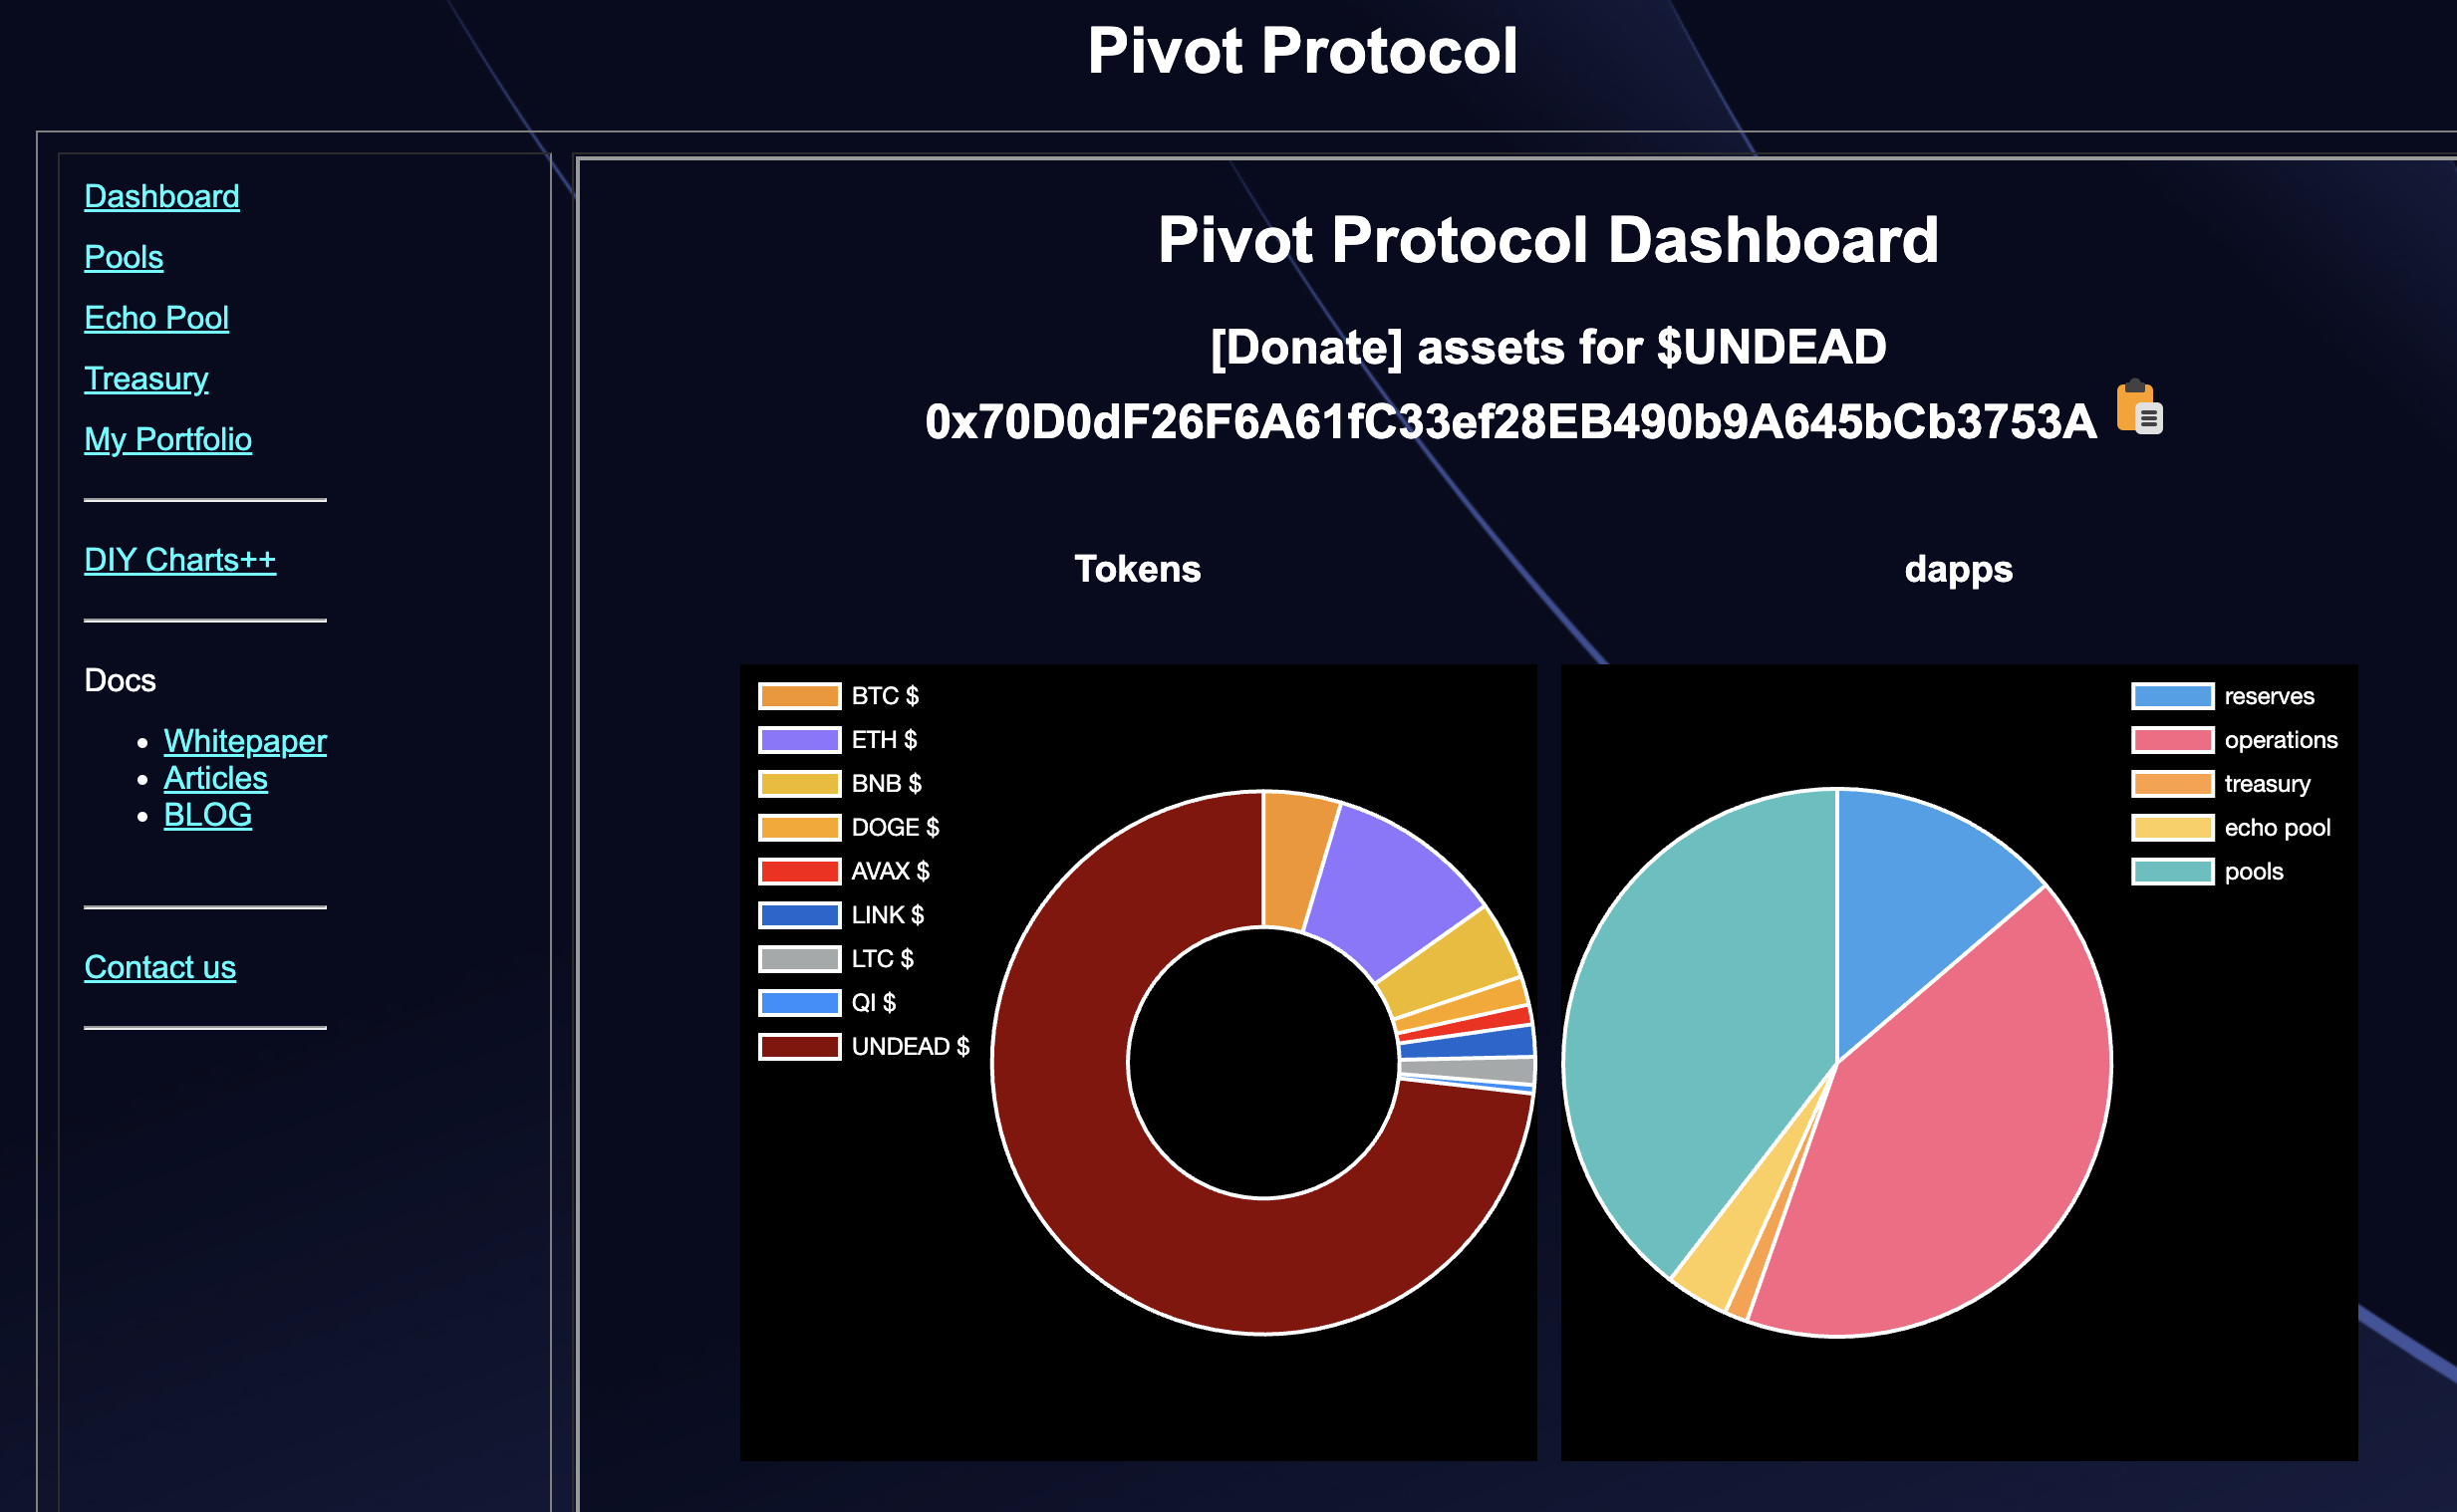 Pivot Protocol
Dashboard
Pools
Echo Pool
Treasury
My Portfolio
DIY Charts++
Docs
Whitepaper
Articles
BLOG
Contact us
Pivot Protocol Dashboard
[Donate] assets for $UNDEAD
0x70D0dF26F6A61fC33ef28EB490b9A645bCb3753A
Tokens
BTC $
ETH $
BNB $
DOGE $
AVAX $
LINK $
LTC $
QI $
UNDEAD $
dapps
reserves
operations
treasury
echo pool
pools